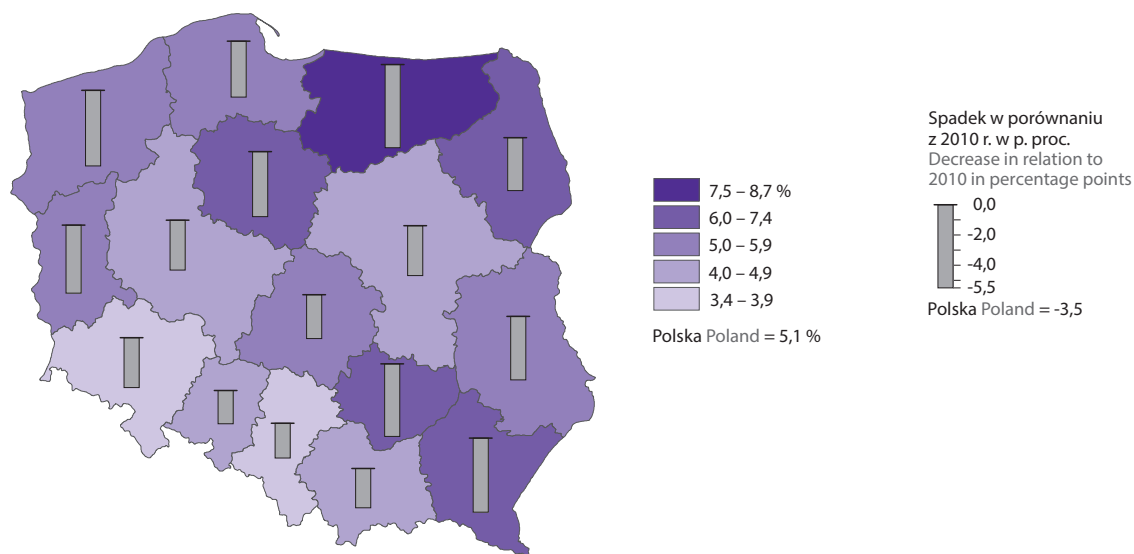 7,5 – 8,7 %
6,0 – 7,4
5,0 – 5,9
4,0 – 4,9
3,4 – 3,9
Polska Poland = 5,1 %
Spadek w porównaniu
z 2010 r. w p. proc.
Decrease in relation to
2010 in percentage points
0,0
-2,0
-4,0
-5,5
Polska Poland = -3,5